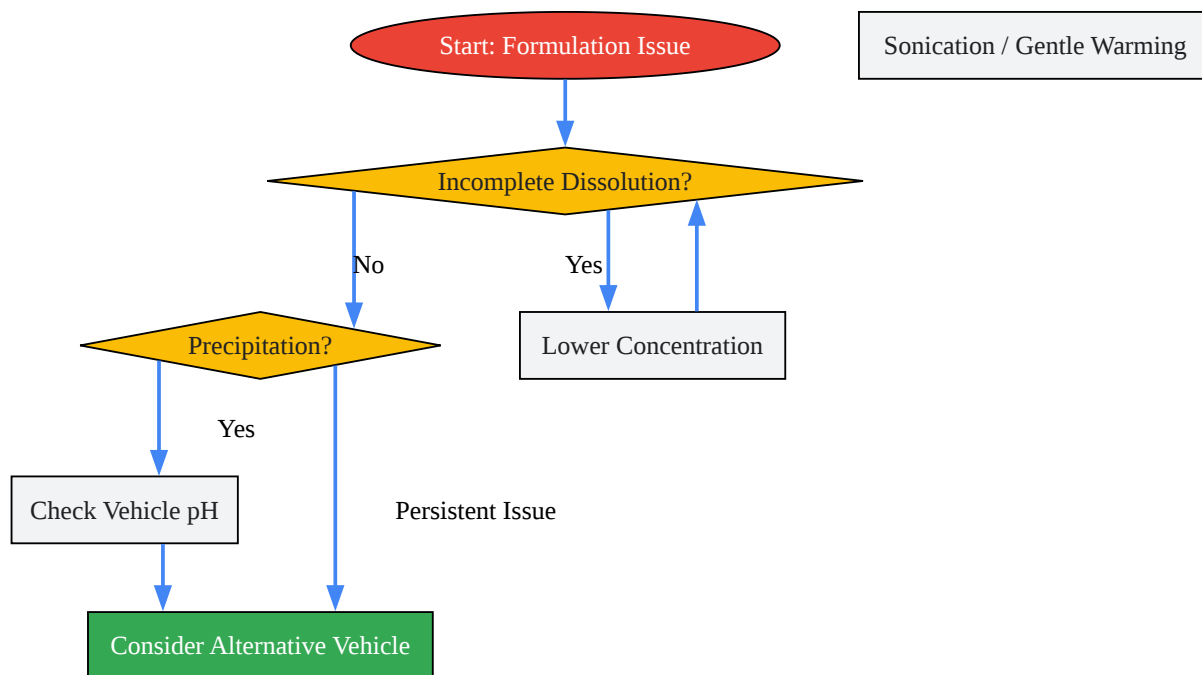 Start: Formulation Issue
Sonication / Gentle Warming
Incomplete Dissolution?
No
Yes
Precipitation?
Lower Concentration
Yes
Check Vehicle pH
Persistent Issue
Consider Alternative Vehicle